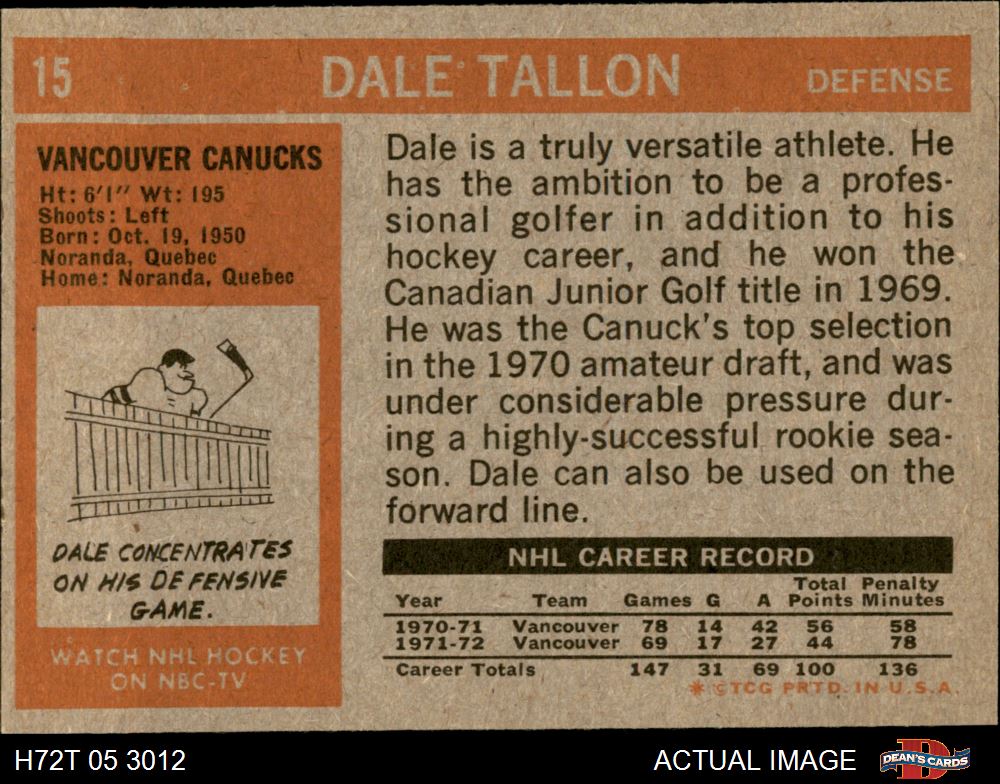 15 DALE TALLON DEFENSE
VANCOUVER CANUCKS
Ht: 6'1" Wt: 195
Shoots: Left
Born: Oct. 19, 1950
Noranda, Quebec
Home: Noranda, Quebec
DALE CONCENTRATES
ON HIS DEFENSIVE
GAME.
WATCH NHL HOCKEY
ON NBC-TV
Dale is a truly versatile athlete. He
has the ambition to be a profes-
sional golfer in addition to his
hockey career, and he won the
Canadian Junior Golf title in 1969.
He was the Canuck's top selection
in the 1970 amateur draft, and was
under considerable pressure dur-
ing a highly-successful rookie sea-
son. Dale can also be used on the
forward line.
NHL CAREER RECORD
Total Penalty
Year Team Games G A Points Minutes
1970-71 Vancouver 78 14 42 56 58
1971-72 Vancouver 69 17 27 44 78
Career Totals 147 31 69 100 136
* © TCG PRTD. IN U.S.A.
H72T 05 3012 ACTUAL IMAGE D DEAN'S CARDS